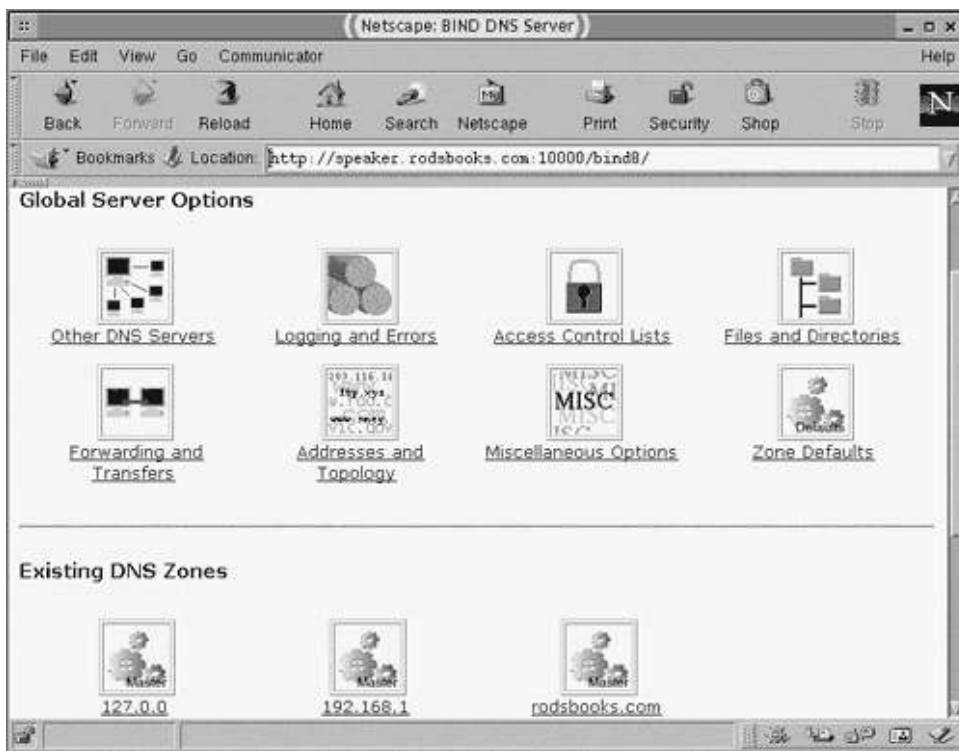 Netscape: BIND DNS Server
File Edit View Go Communicator Help
Back Forward Reload Home Search Netscape Print Security Shop Stop
N
Bookmarks Location: http://speaker.rodsbooks.com:10000/bind8/
Global Server Options
Other DNS Servers
Logging and Errors
Access Control Lists
Files and Directories
MISC
Defaults
Forwarding and
Transfers
Addresses and
Topology
Miscellaneous Options
Zone Defaults
Existing DNS Zones
Master
Master
Master
127.0.0
192.168.1
rodsbooks.com